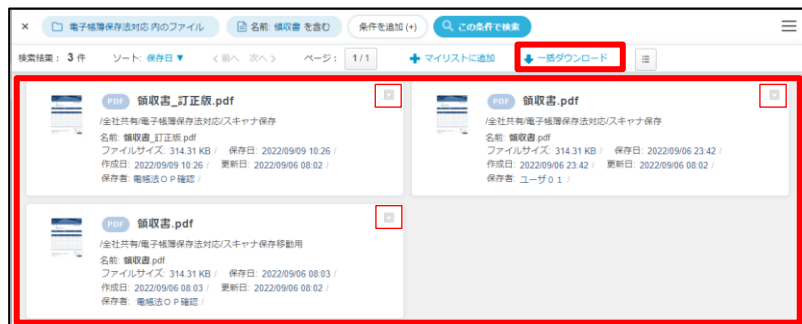 × 電子帳簿保存法対応 内のファイル 名前: 領収書 を含む 条件を追加 (+) この条件で検索
検索結果: 3 件 ソート: 保存日 ▼ < 前へ 次へ > ページ: 1 / 1 マイリストに追加 一括ダウンロード
PDF 領収書_訂正版.pdf
/全社共有/電子帳簿保存法対応/スキャナ保存
名前: 領収書_訂正版.pdf
ファイルサイズ: 314.31 KB / 保存日: 2022/09/09 10:26 /
作成日: 2022/09/09 10:26 / 更新日: 2022/09/06 08:02 /
保存者: 電帳法OP確認 /
PDF 領収書.pdf
/全社共有/電子帳簿保存法対応/スキャナ保存
名前: 領収書.pdf
ファイルサイズ: 314.31 KB / 保存日: 2022/09/06 23:42 /
作成日: 2022/09/06 23:42 / 更新日: 2022/09/06 08:02 /
保存者: ユーザ01 /
PDF 領収書.pdf
/全社共有/電子帳簿保存法対応/スキャナ保存移動用
名前: 領収書.pdf
ファイルサイズ: 314.31 KB / 保存日: 2022/09/06 08:03 /
作成日: 2022/09/06 08:03 / 更新日: 2022/09/06 08:02 /
保存者: 電帳法OP確認 /